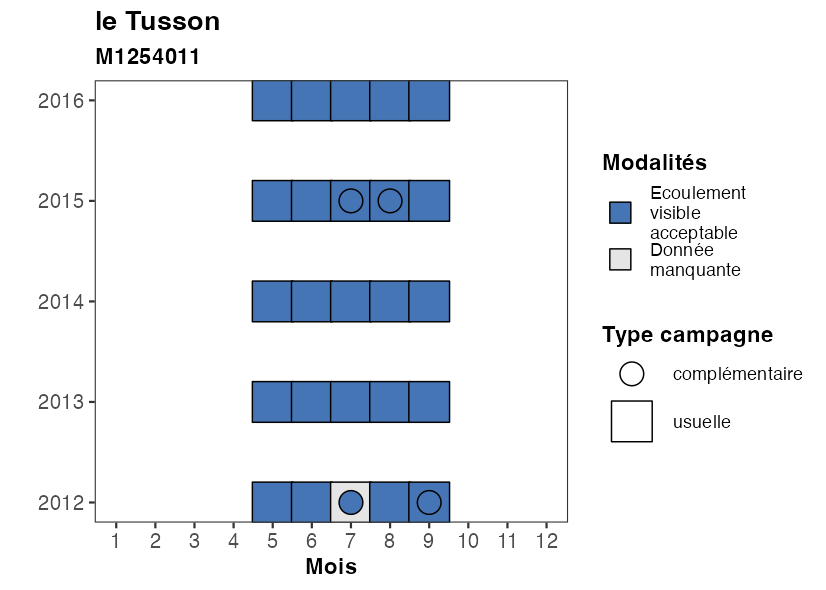 le Tusson
M1254011
2016
2015
2014
2013
2012
1 2 3 4 5 6 7 8 9 10 11 12
Mois
Modalités
Ecoulement
visible
acceptable
Donnée
manquante
Type campagne
complémentaire
usuelle